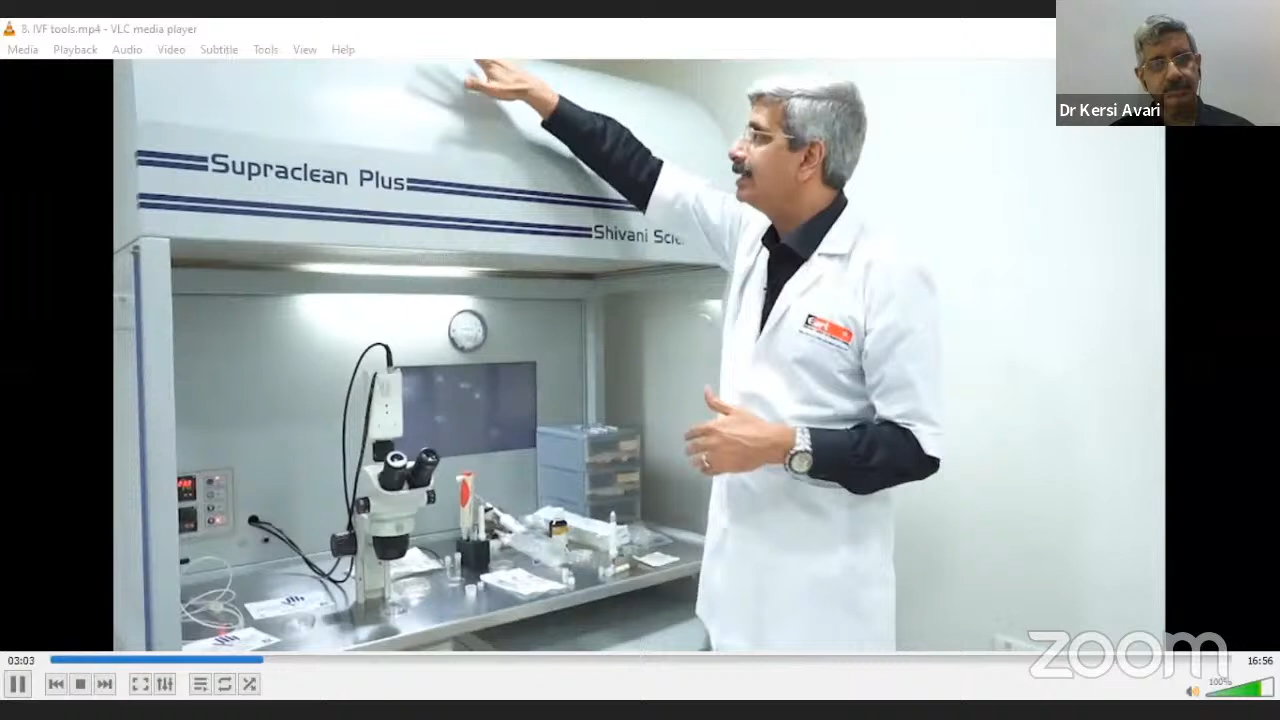 8. IVF tools.mp4 - VLC media player
Media Playback Audio Video Subtitle Tools View Help
Dr Kersi Avari
Supraclean Plus
Shivani Scie
03:03
16:56
zoom
100%